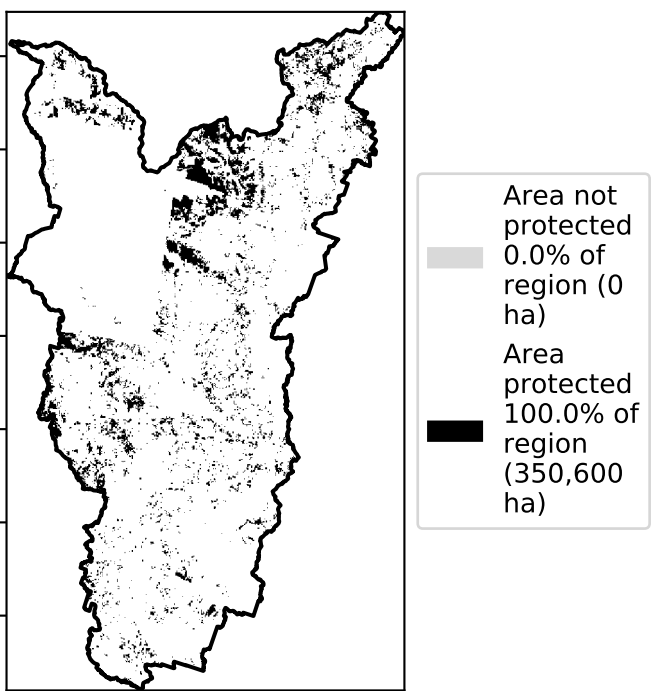 Area not
protected
0.0% of
region (0
ha)
Area
protected
100.0% of
region
(350,600
ha)